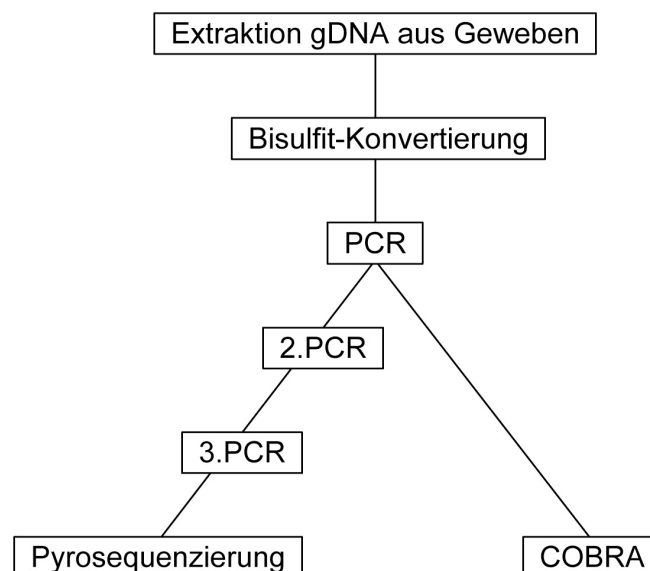 Extraktion gDNA aus Geweben
Bisulfit-Konvertierung
PCR
2.PCR
3.PCR
Pyrosequenzierung
COBRA